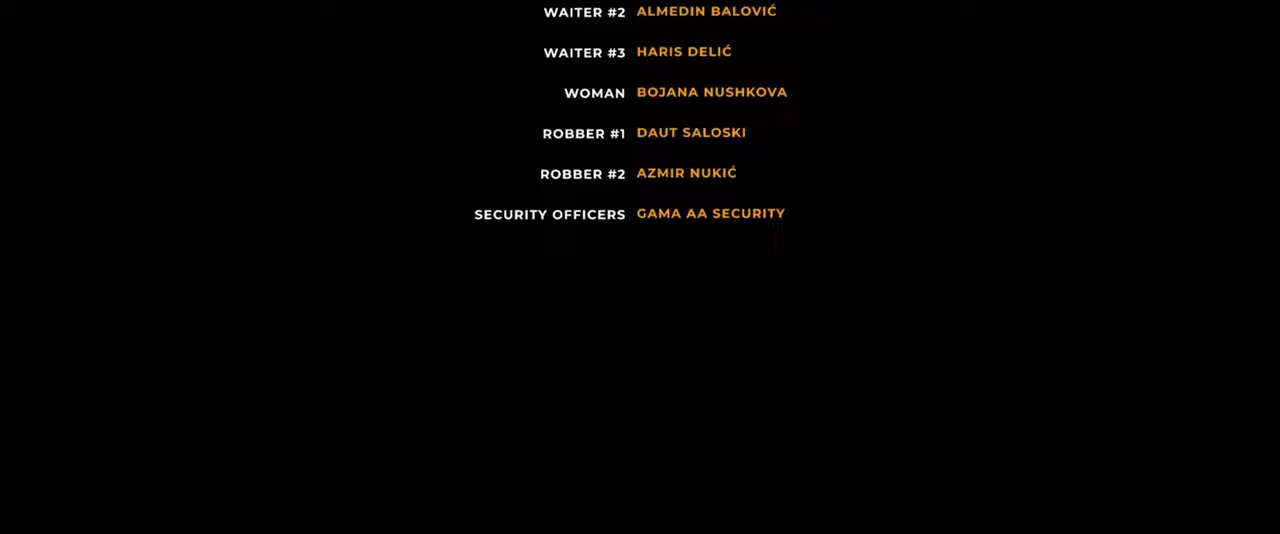 WAITER #2 ALMEDIN BALOVIĆ
WAITER #3 HARIS DELIĆ
WOMAN BOJANA NUSHKOVA
ROBBER #1 DAUT SALOSKI
ROBBER #2 AZMIR NUKIĆ
SECURITY OFFICERS GAMA AA SECURITY